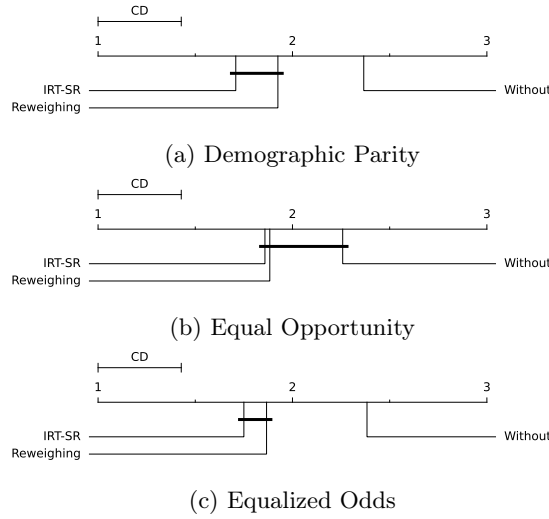 CD
1 2 3
IRT-SR Without
Reweighing
(a) Demographic Parity
CD
1 2 3
IRT-SR Without
Reweighing
(b) Equal Opportunity
CD
1 2 3
IRT-SR Without
Reweighing
(c) Equalized Odds